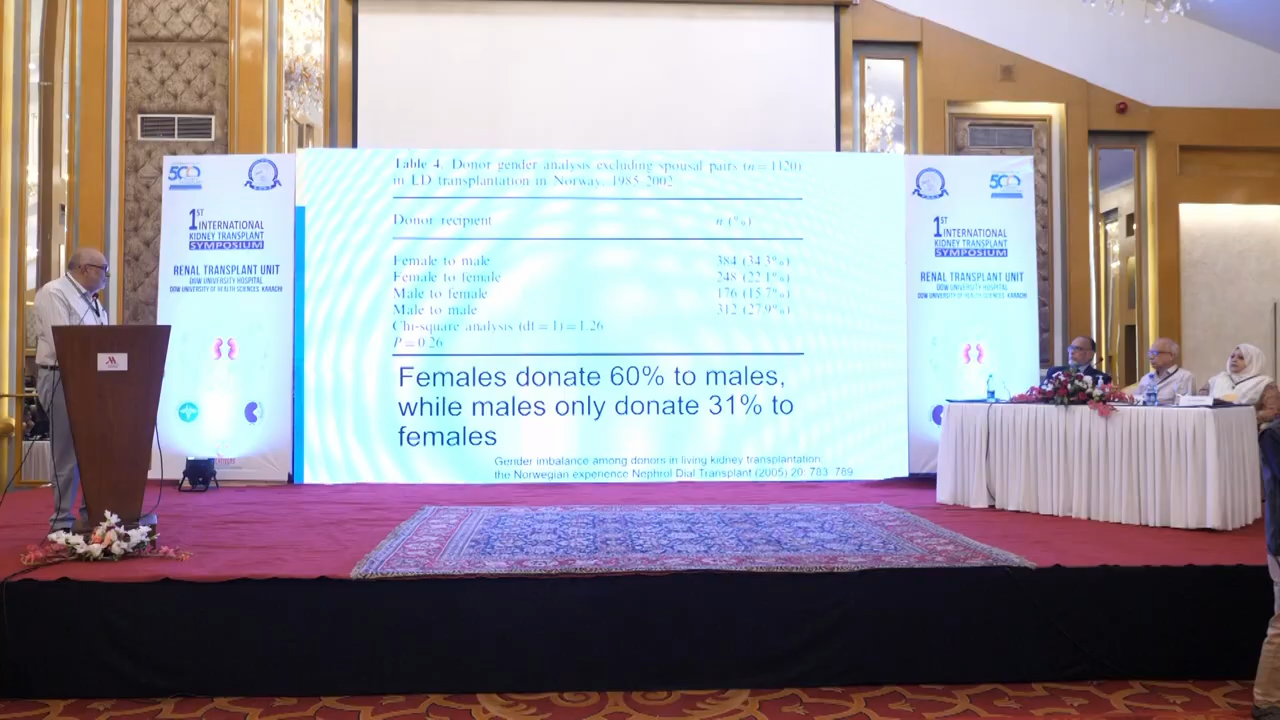 500
1ST
INTERNATIONAL
KIDNEY TRANSPLANT
SYMPOSIUM
RENAL TRANSPLANT UNIT
DOW UNIVERSITY HOSPITAL
DOW UNIVERSITY OF HEALTH SCIENCES, KARACHI
Table 4. Donor gender analysis excluding spousal pairs (n=1120)
in LD transplantation in Norway, 1985–2002
Donor recipient n (%)
Female to male 384 (34.3%)
Female to female 248 (22.1%)
Male to female 176 (15.7%)
Male to male 312 (27.9%)
Chi-square analysis (df=1)=1.26
P=0.26
Females donate 60% to males,
while males only donate 31% to
females
Gender imbalance among donors in living kidney transplantation:
the Norwegian experience Nephrol Dial Transplant (2005) 20: 783–789
500
1ST
INTERNATIONAL
KIDNEY TRANSPLANT
SYMPOSIUM
RENAL TRANSPLANT UNIT
DOW UNIVERSITY HOSPITAL
DOW UNIVERSITY OF HEALTH SCIENCES, KARACHI